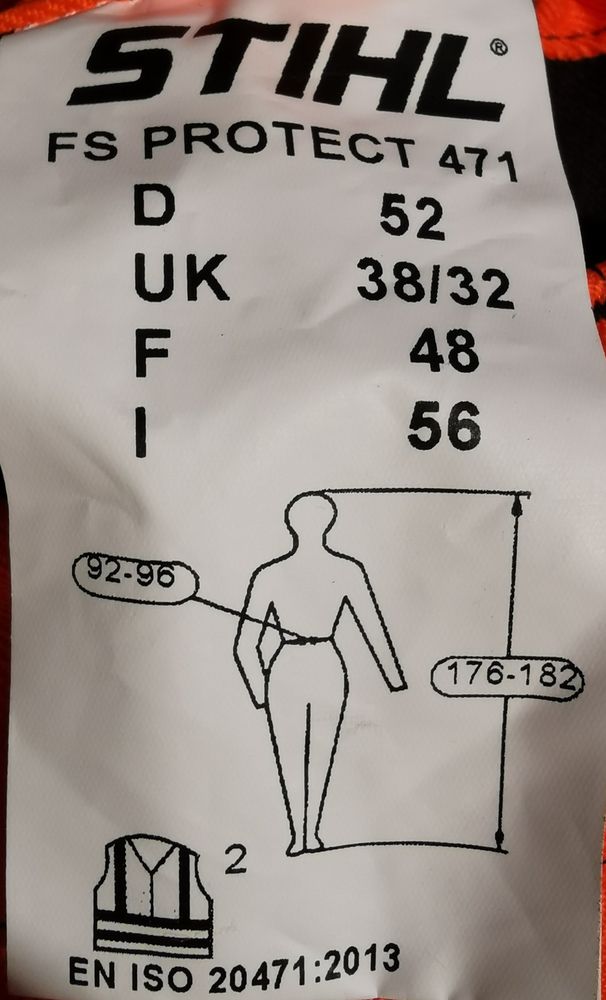 STIHL®
FS PROTECT 471
D 52
UK 38/32
F 48
I 56
92-96
176-182
2
EN ISO 20471:2013